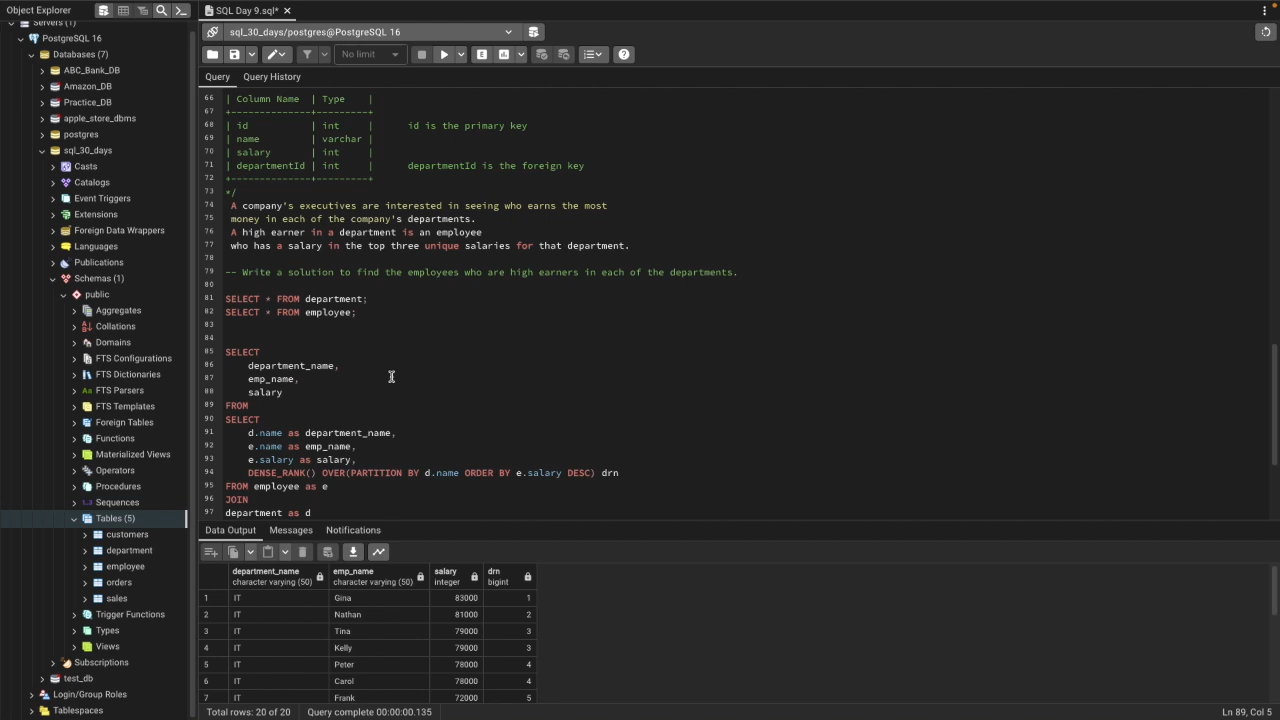 Object Explorer
SQL Day 9.sql*
Servers (1)
PostgreSQL 16
Databases (7)
ABC_Bank_DB
Amazon_DB
Practice_DB
apple_store_dbms
postgres
sql_30_days
Casts
Catalogs
Event Triggers
Extensions
Foreign Data Wrappers
Languages
Publications
Schemas (1)
public
Aggregates
Collations
Domains
FTS Configurations
FTS Dictionaries
FTS Parsers
FTS Templates
Foreign Tables
Functions
Materialized Views
Operators
Procedures
Sequences
Tables (5)
customers
department
employee
orders
sales
Trigger Functions
Types
Views
Subscriptions
test_db
Login/Group Roles
Tablespaces
sql_30_days/postgres@PostgreSQL 16
No limit
Query Query History
66 | Column Name | Type |
67 +--------------+---------+
68 | id | int | id is the primary key
69 | name | varchar |
70 | salary | int |
71 | departmentId | int | departmentId is the foreign key
72 +--------------+---------+
73 */
74 A company's executives are interested in seeing who earns the most
75 money in each of the company's departments.
76 A high earner in a department is an employee
77 who has a salary in the top three unique salaries for that department.
78
79 -- Write a solution to find the employees who are high earners in each of the departments.
80
81 SELECT * FROM department;
82 SELECT * FROM employee;
83
84
85 SELECT
86 department_name,
87 emp_name,
88 salary
89 FROM
90 SELECT
91 d.name as department_name,
92 e.name as emp_name,
93 e.salary as salary,
94 DENSE_RANK() OVER(PARTITION BY d.name ORDER BY e.salary DESC) drn
95 FROM employee as e
96 JOIN
97 department as d
Data Output Messages Notifications
department_name emp_name salary drn
character varying (50) character varying (50) integer bigint
1 IT Gina 83000 1
2 IT Nathan 81000 2
3 IT Tina 79000 3
4 IT Kelly 79000 3
5 IT Peter 78000 4
6 IT Carol 78000 4
7 IT Frank 72000 5
Total rows: 20 of 20 Query complete 00:00:00.135 Ln 89, Col 5